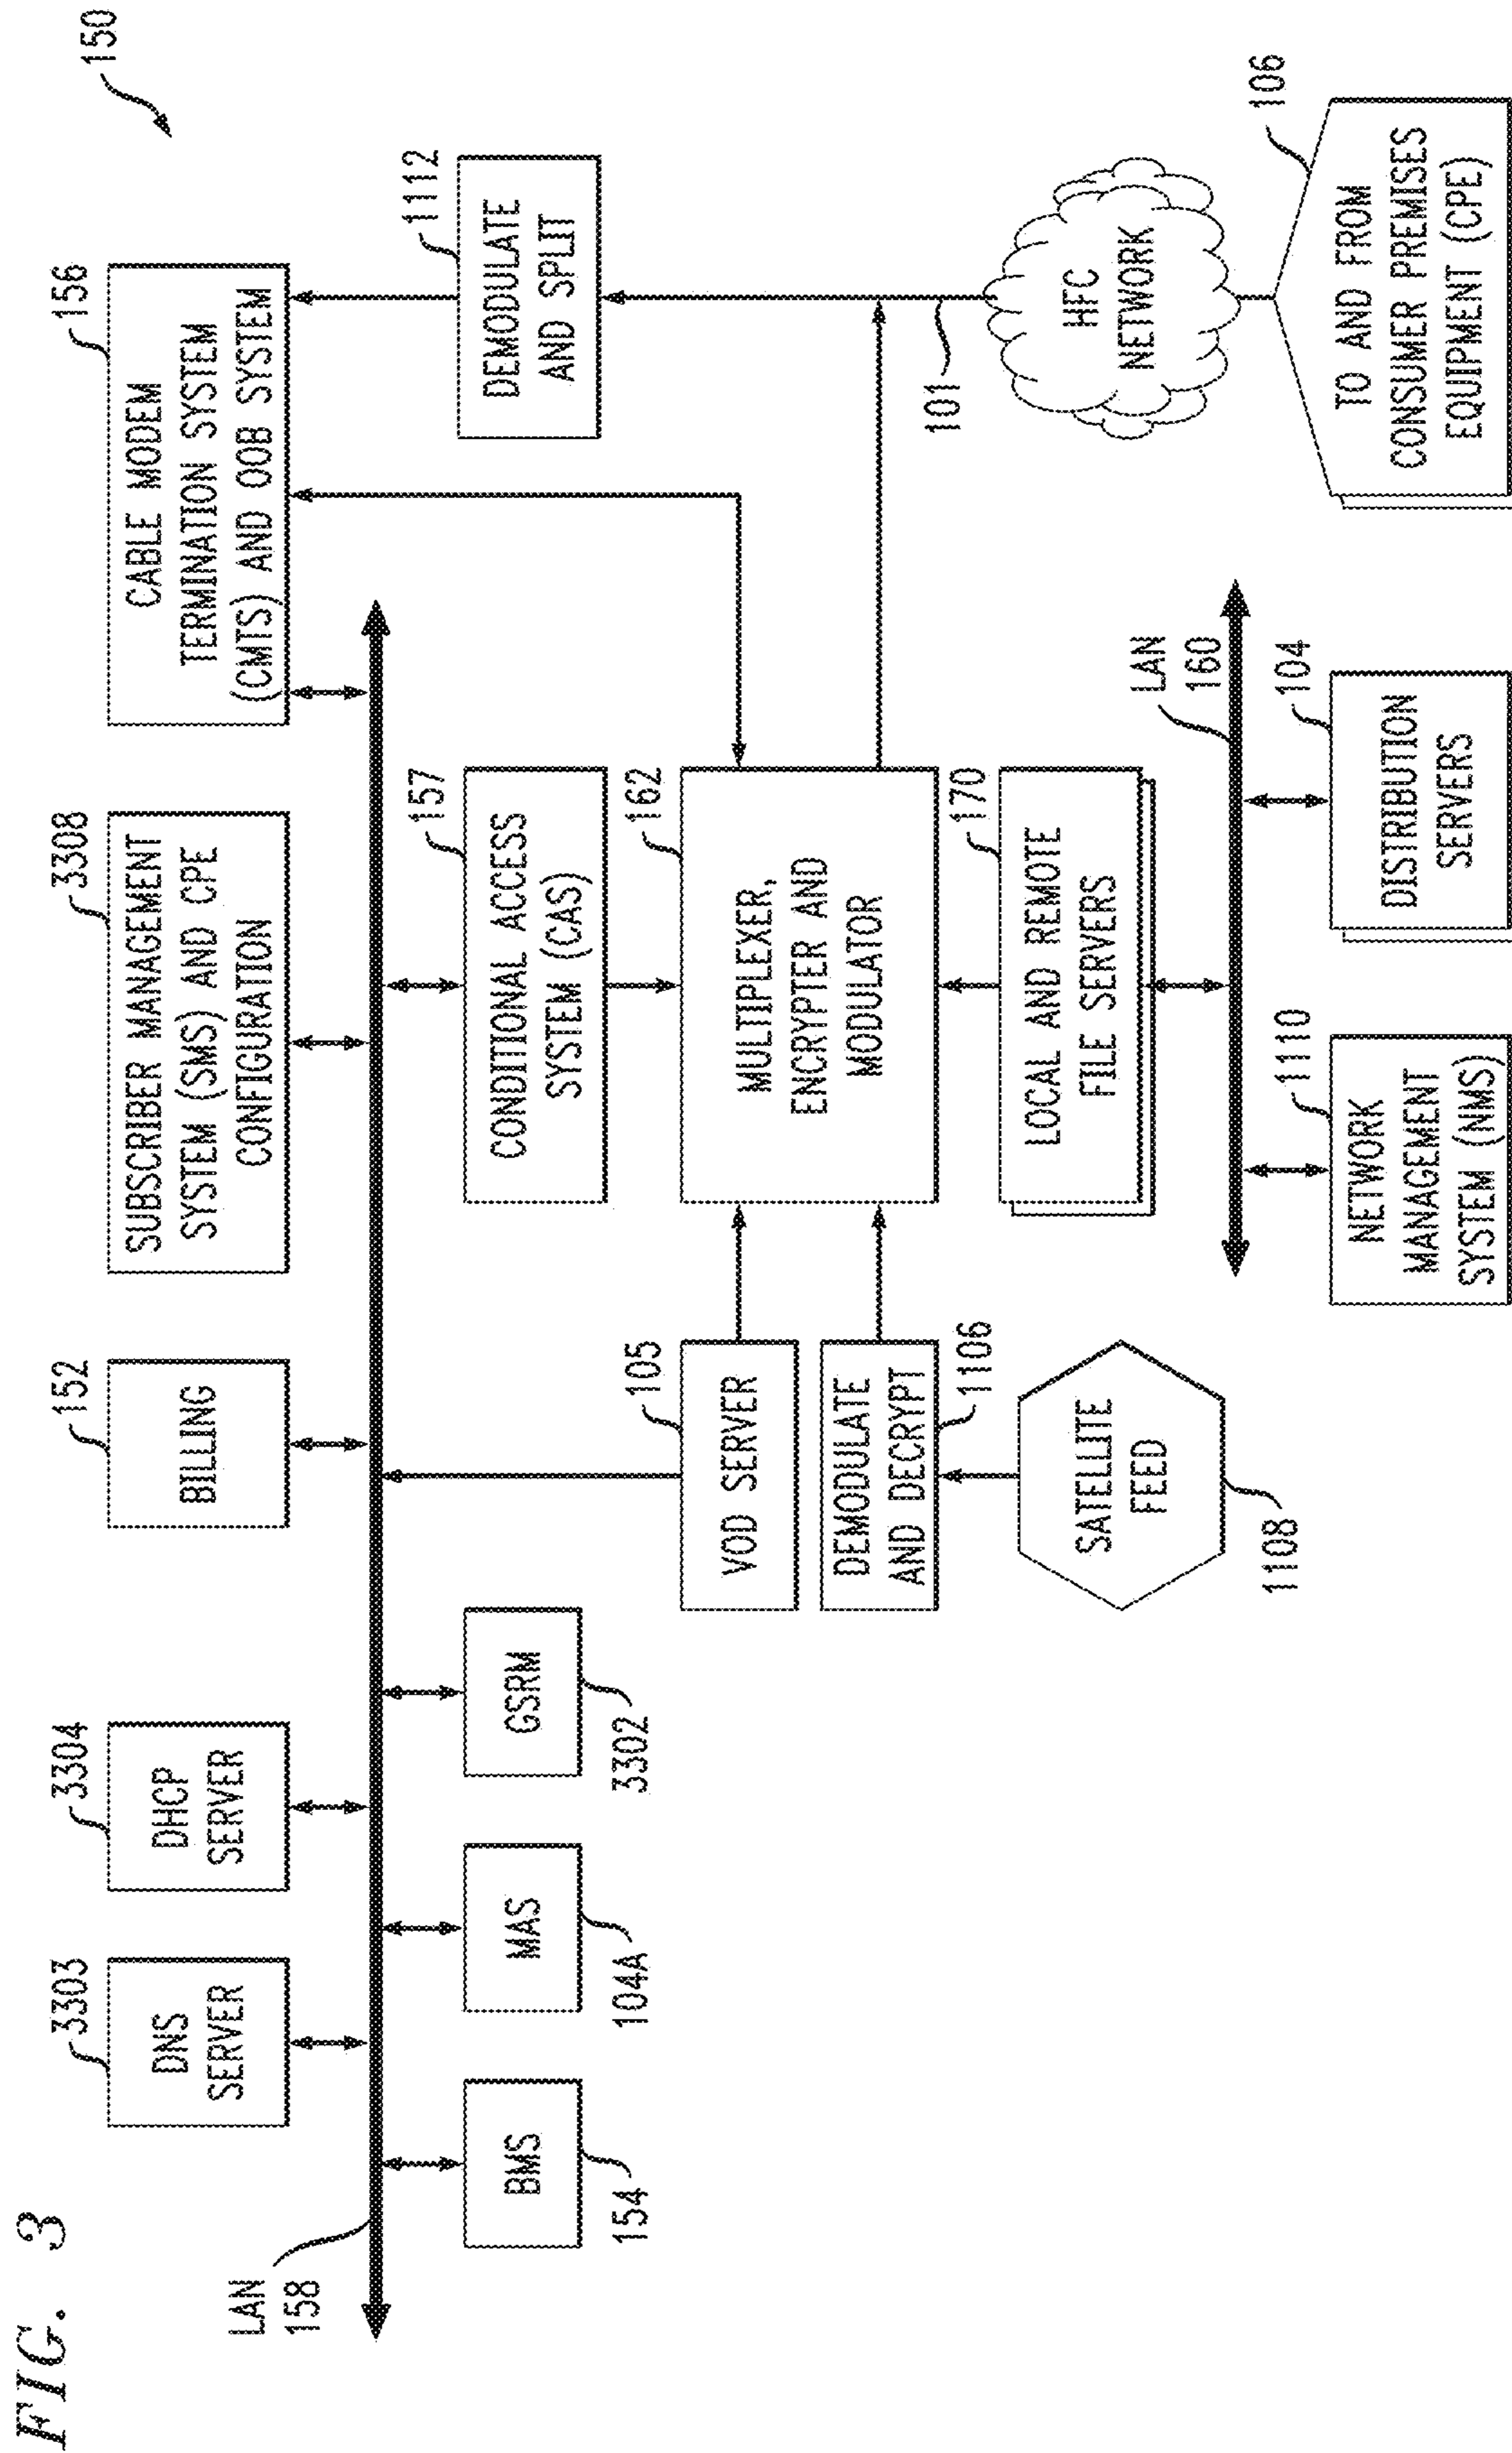 FIG. 3
150
3303
DNS
SERVER
3304
DHCP
SERVER
152
BILLING
3308
SUBSCRIBER MANAGEMENT
SYSTEM (SMS) AND CPE
CONFIGURATION
156
CABLE MODEM
TERMINATION SYSTEM
(CMTS) AND OOB SYSTEM
LAN
158
BMS
154
MAS
104A
GSRM
3302
157
CONDITIONAL ACCESS
SYSTEM (CAS)
1112
DEMODULATE
AND SPLIT
105
VOD SERVER
162
MULTIPLEXER,
ENCRYPTER AND
MODULATOR
DEMODULATE
AND DECRYPT
1106
101
170
LOCAL AND REMOTE
FILE SERVERS
SATELLITE
FEED
1108
HFC
NETWORK
LAN
160
1110
NETWORK
MANAGEMENT
SYSTEM (NMS)
104
DISTRIBUTION
SERVERS
106
TO AND FROM
CONSUMER PREMISES
EQUIPMENT (CPE)